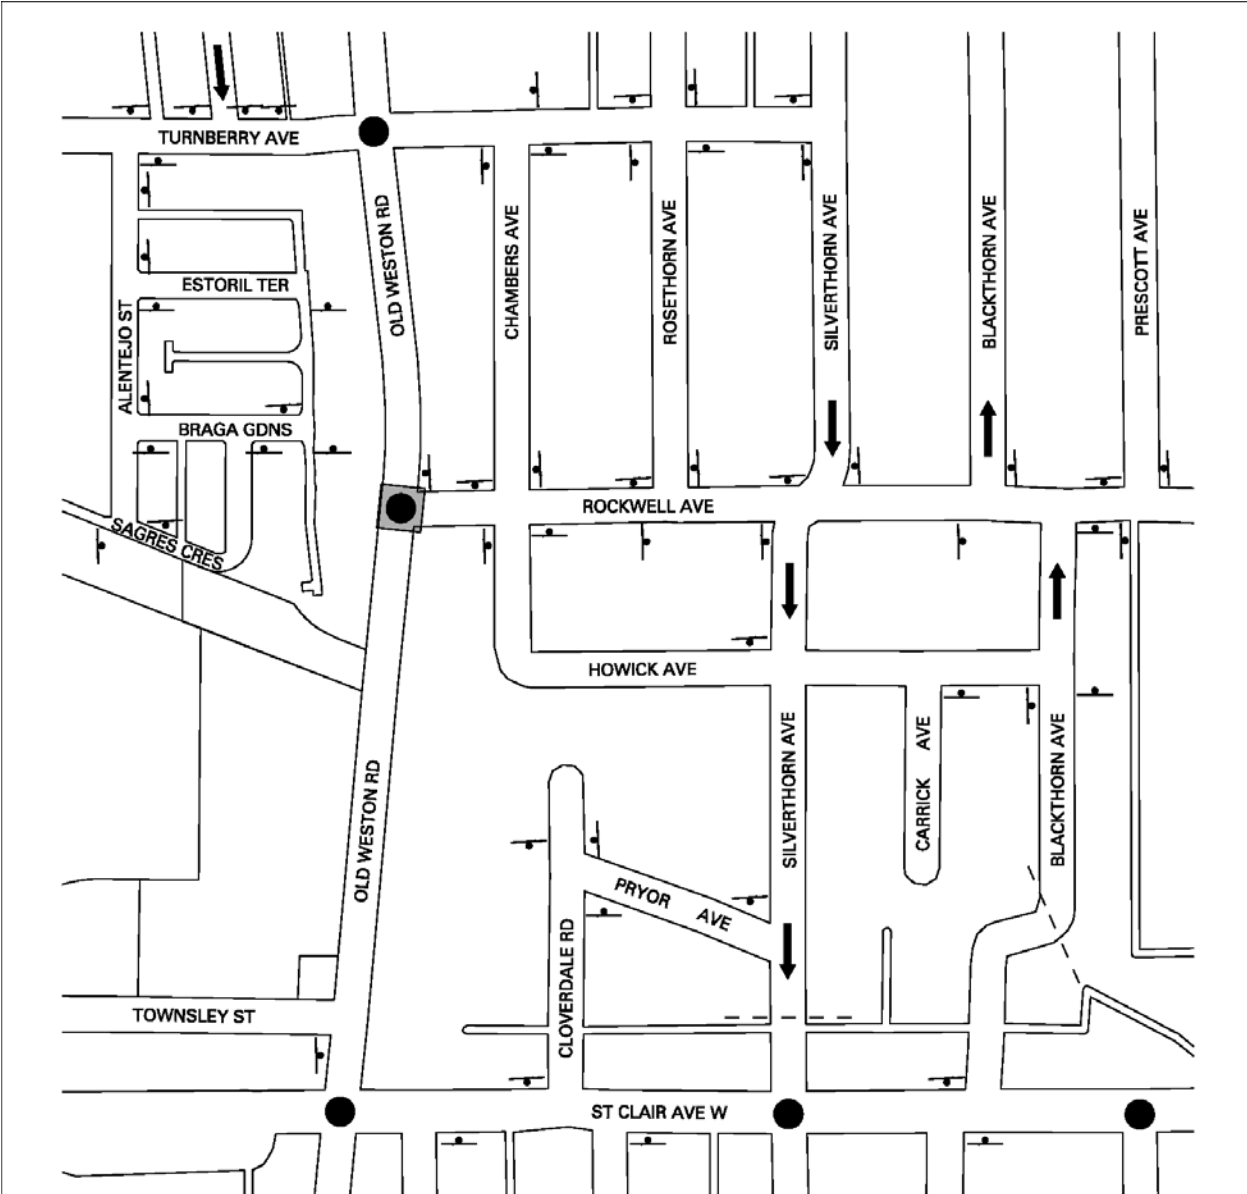 TURNBERRY AVE
OLD WESTON RD
CHAMBERS AVE
ROSETHORN AVE
SILVERTHORN AVE
BLACKTHORN AVE
PRESCOTT AVE
ESTORIL TER
ALENTEJO ST
BRAGA GDNS
SAGRES CRES
ROCKWELL AVE
HOWICK AVE
OLD WESTON RD
SILVERTHORN AVE
CARRICK AVE
BLACKTHORN AVE
PRYOR AVE
CLOVERDALE RD
TOWNSLEY ST
ST CLAIR AVE W